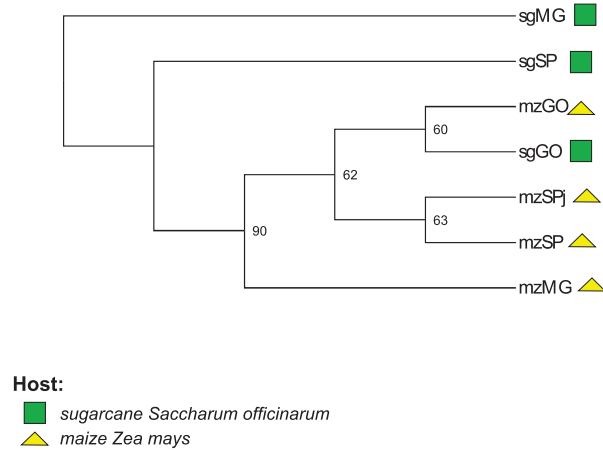 sgMG
sgSP
mzGO
60
sgGO
62
mzSPj
63
mzSP
90
mzMG
Host:
sugarcane Saccharum officinarum
maize Zea mays